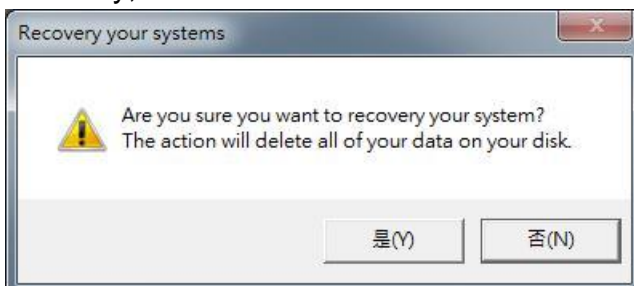 Recovery your systems
Are you sure you want to recovery your system?
The action will delete all of your data on your disk.
是(Y)
否(N)